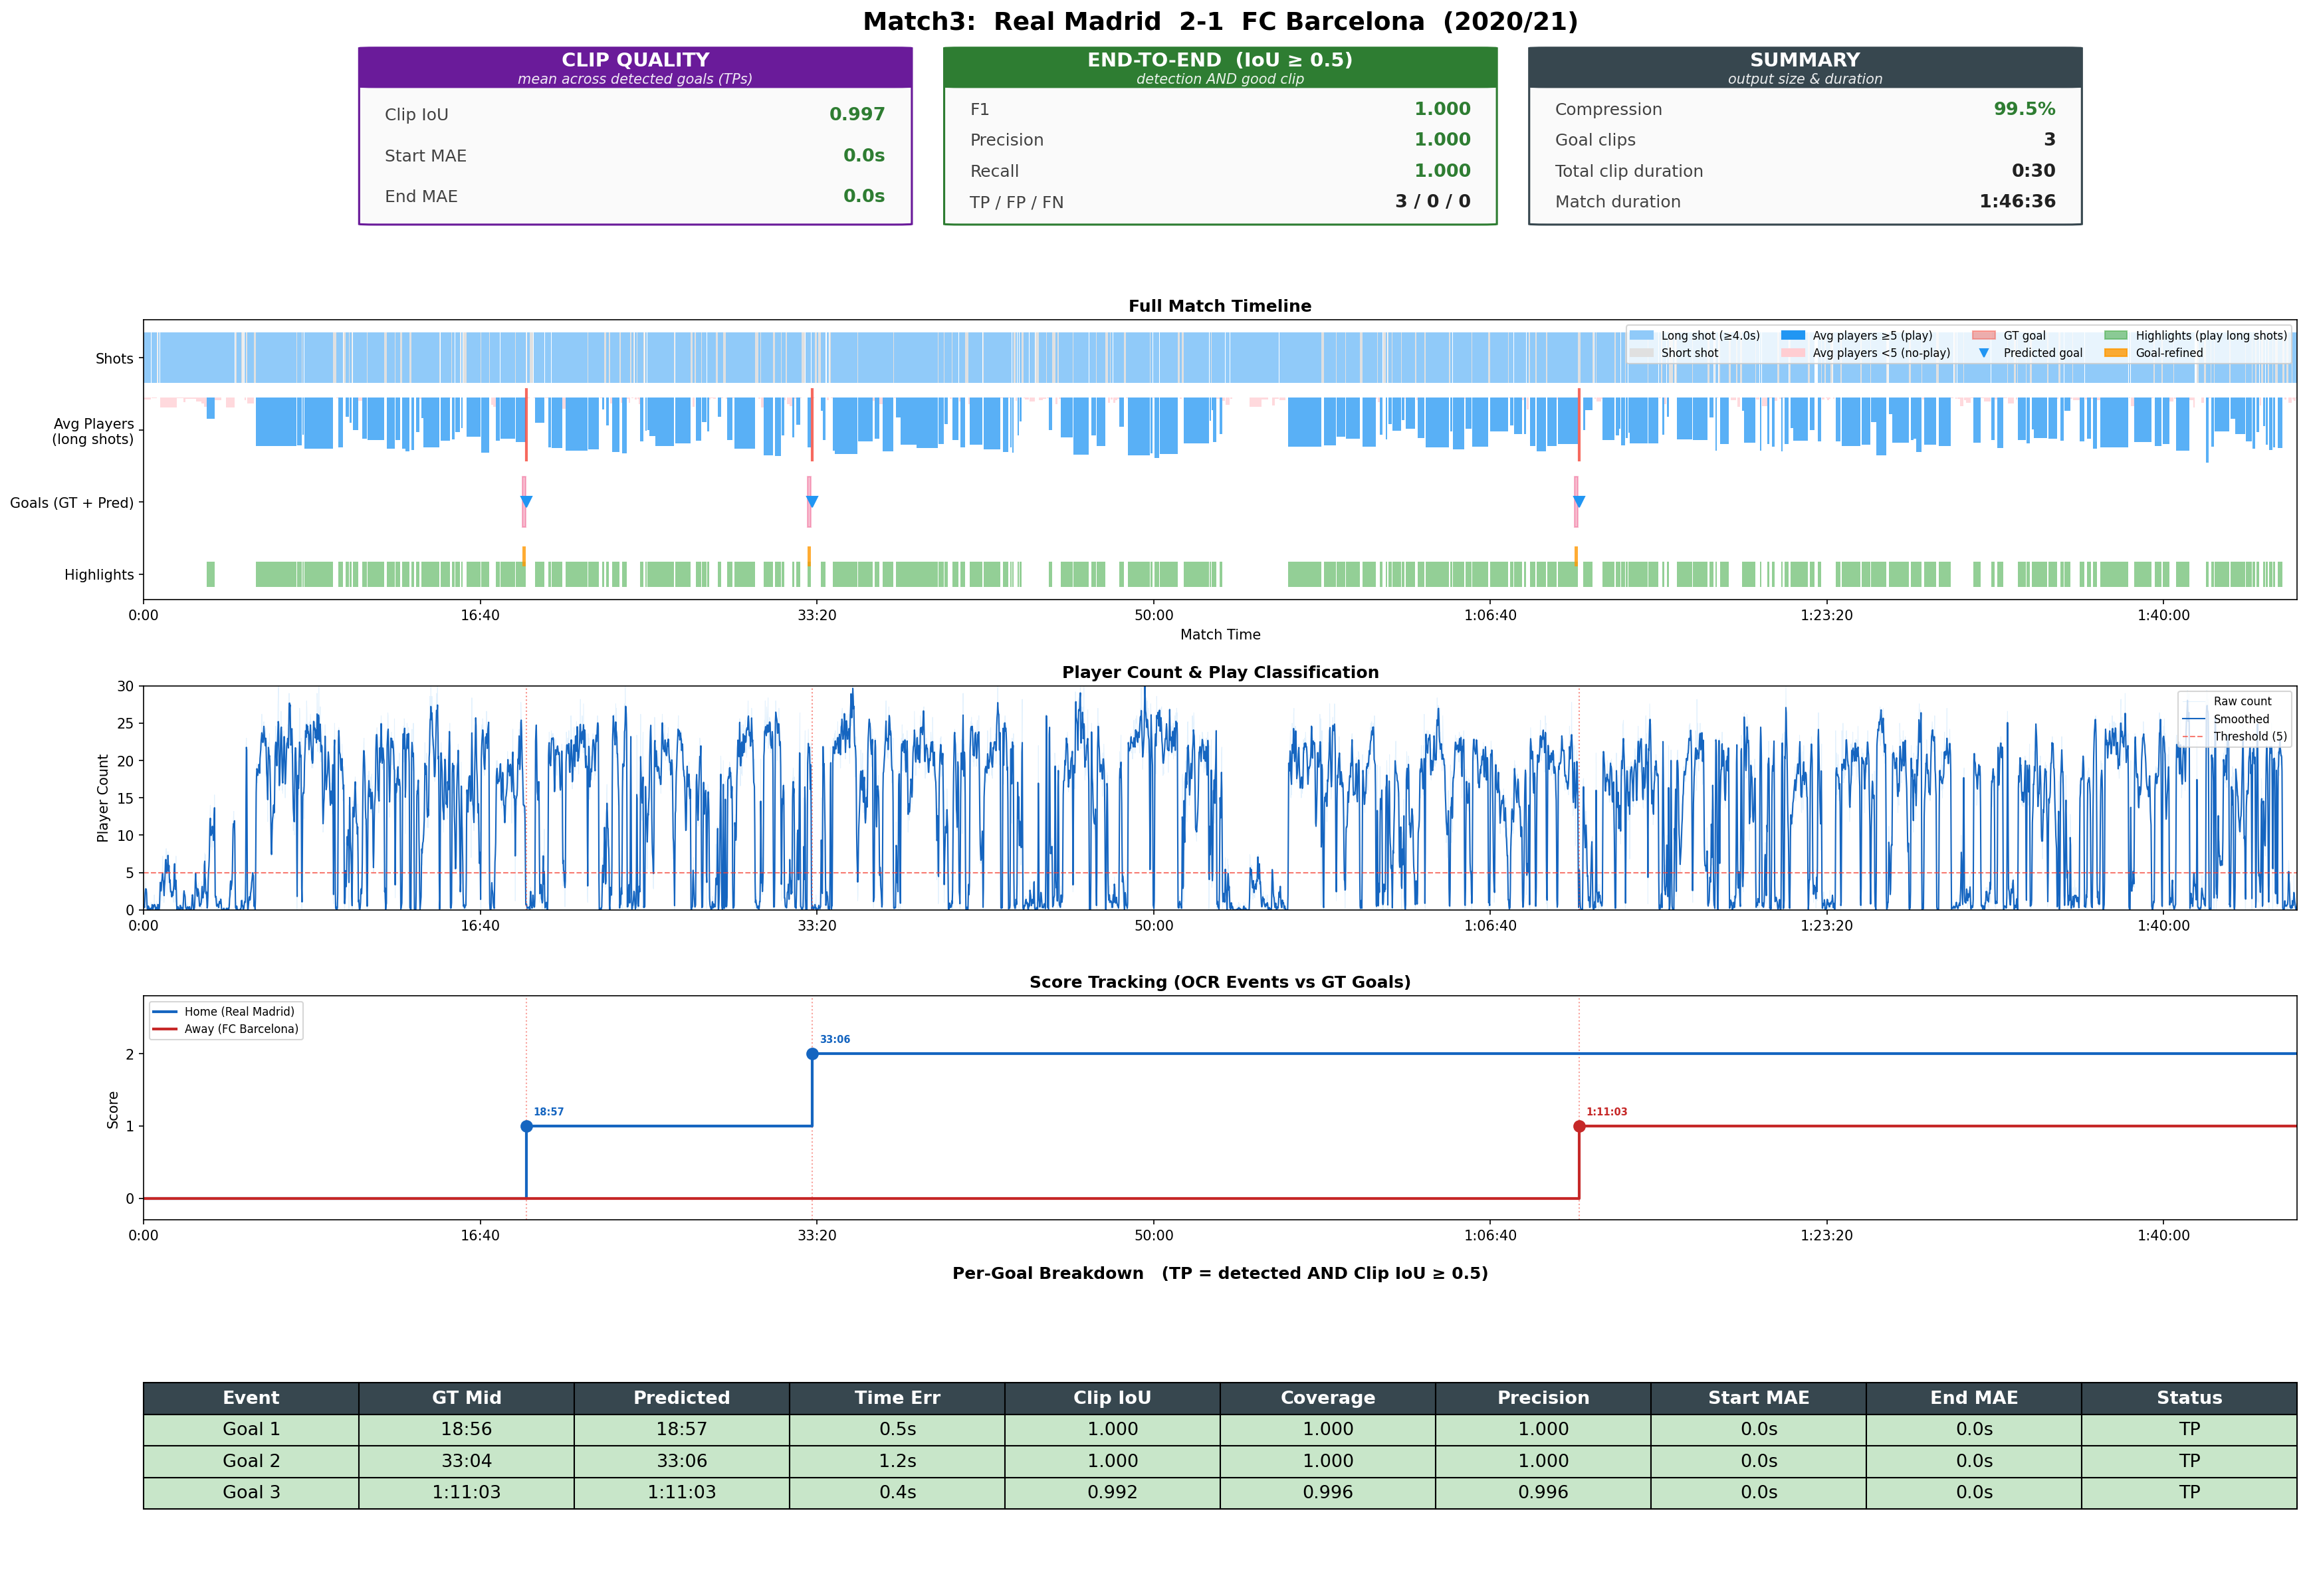 Match3:  Real Madrid  2-1  FC Barcelona  (2020/21)
CLIP QUALITY
mean across detected goals (TPs)
Clip IoU 0.997
Start MAE 0.0s
End MAE 0.0s
END-TO-END  (IoU ≥ 0.5)
detection AND good clip
F1 1.000
Precision 1.000
Recall 1.000
TP / FP / FN 3 / 0 / 0
SUMMARY
output size & duration
Compression 99.5%
Goal clips 3
Total clip duration 0:30
Match duration 1:46:36
Full Match Timeline
Long shot (≥4.0s) Avg players ≥5 (play) GT goal Highlights (play long shots)
Short shot Avg players <5 (no-play) Predicted goal Goal-refined
Shots
Avg Players
(long shots)
Goals (GT + Pred)
Highlights
0:00 16:40 33:20 50:00 1:06:40 1:23:20 1:40:00
Match Time
Player Count & Play Classification
Raw count
Smoothed
Threshold (5)
Player Count
30
25
20
15
10
5
0
0:00 16:40 33:20 50:00 1:06:40 1:23:20 1:40:00
Score Tracking (OCR Events vs GT Goals)
Home (Real Madrid)
Away (FC Barcelona)
Score
2
1
0
33:06
18:57
1:11:03
0:00 16:40 33:20 50:00 1:06:40 1:23:20 1:40:00
Per-Goal Breakdown   (TP = detected AND Clip IoU ≥ 0.5)
Event GT Mid Predicted Time Err Clip IoU Coverage Precision Start MAE End MAE Status
Goal 1 18:56 18:57 0.5s 1.000 1.000 1.000 0.0s 0.0s TP
Goal 2 33:04 33:06 1.2s 1.000 1.000 1.000 0.0s 0.0s TP
Goal 3 1:11:03 1:11:03 0.4s 0.992 0.996 0.996 0.0s 0.0s TP